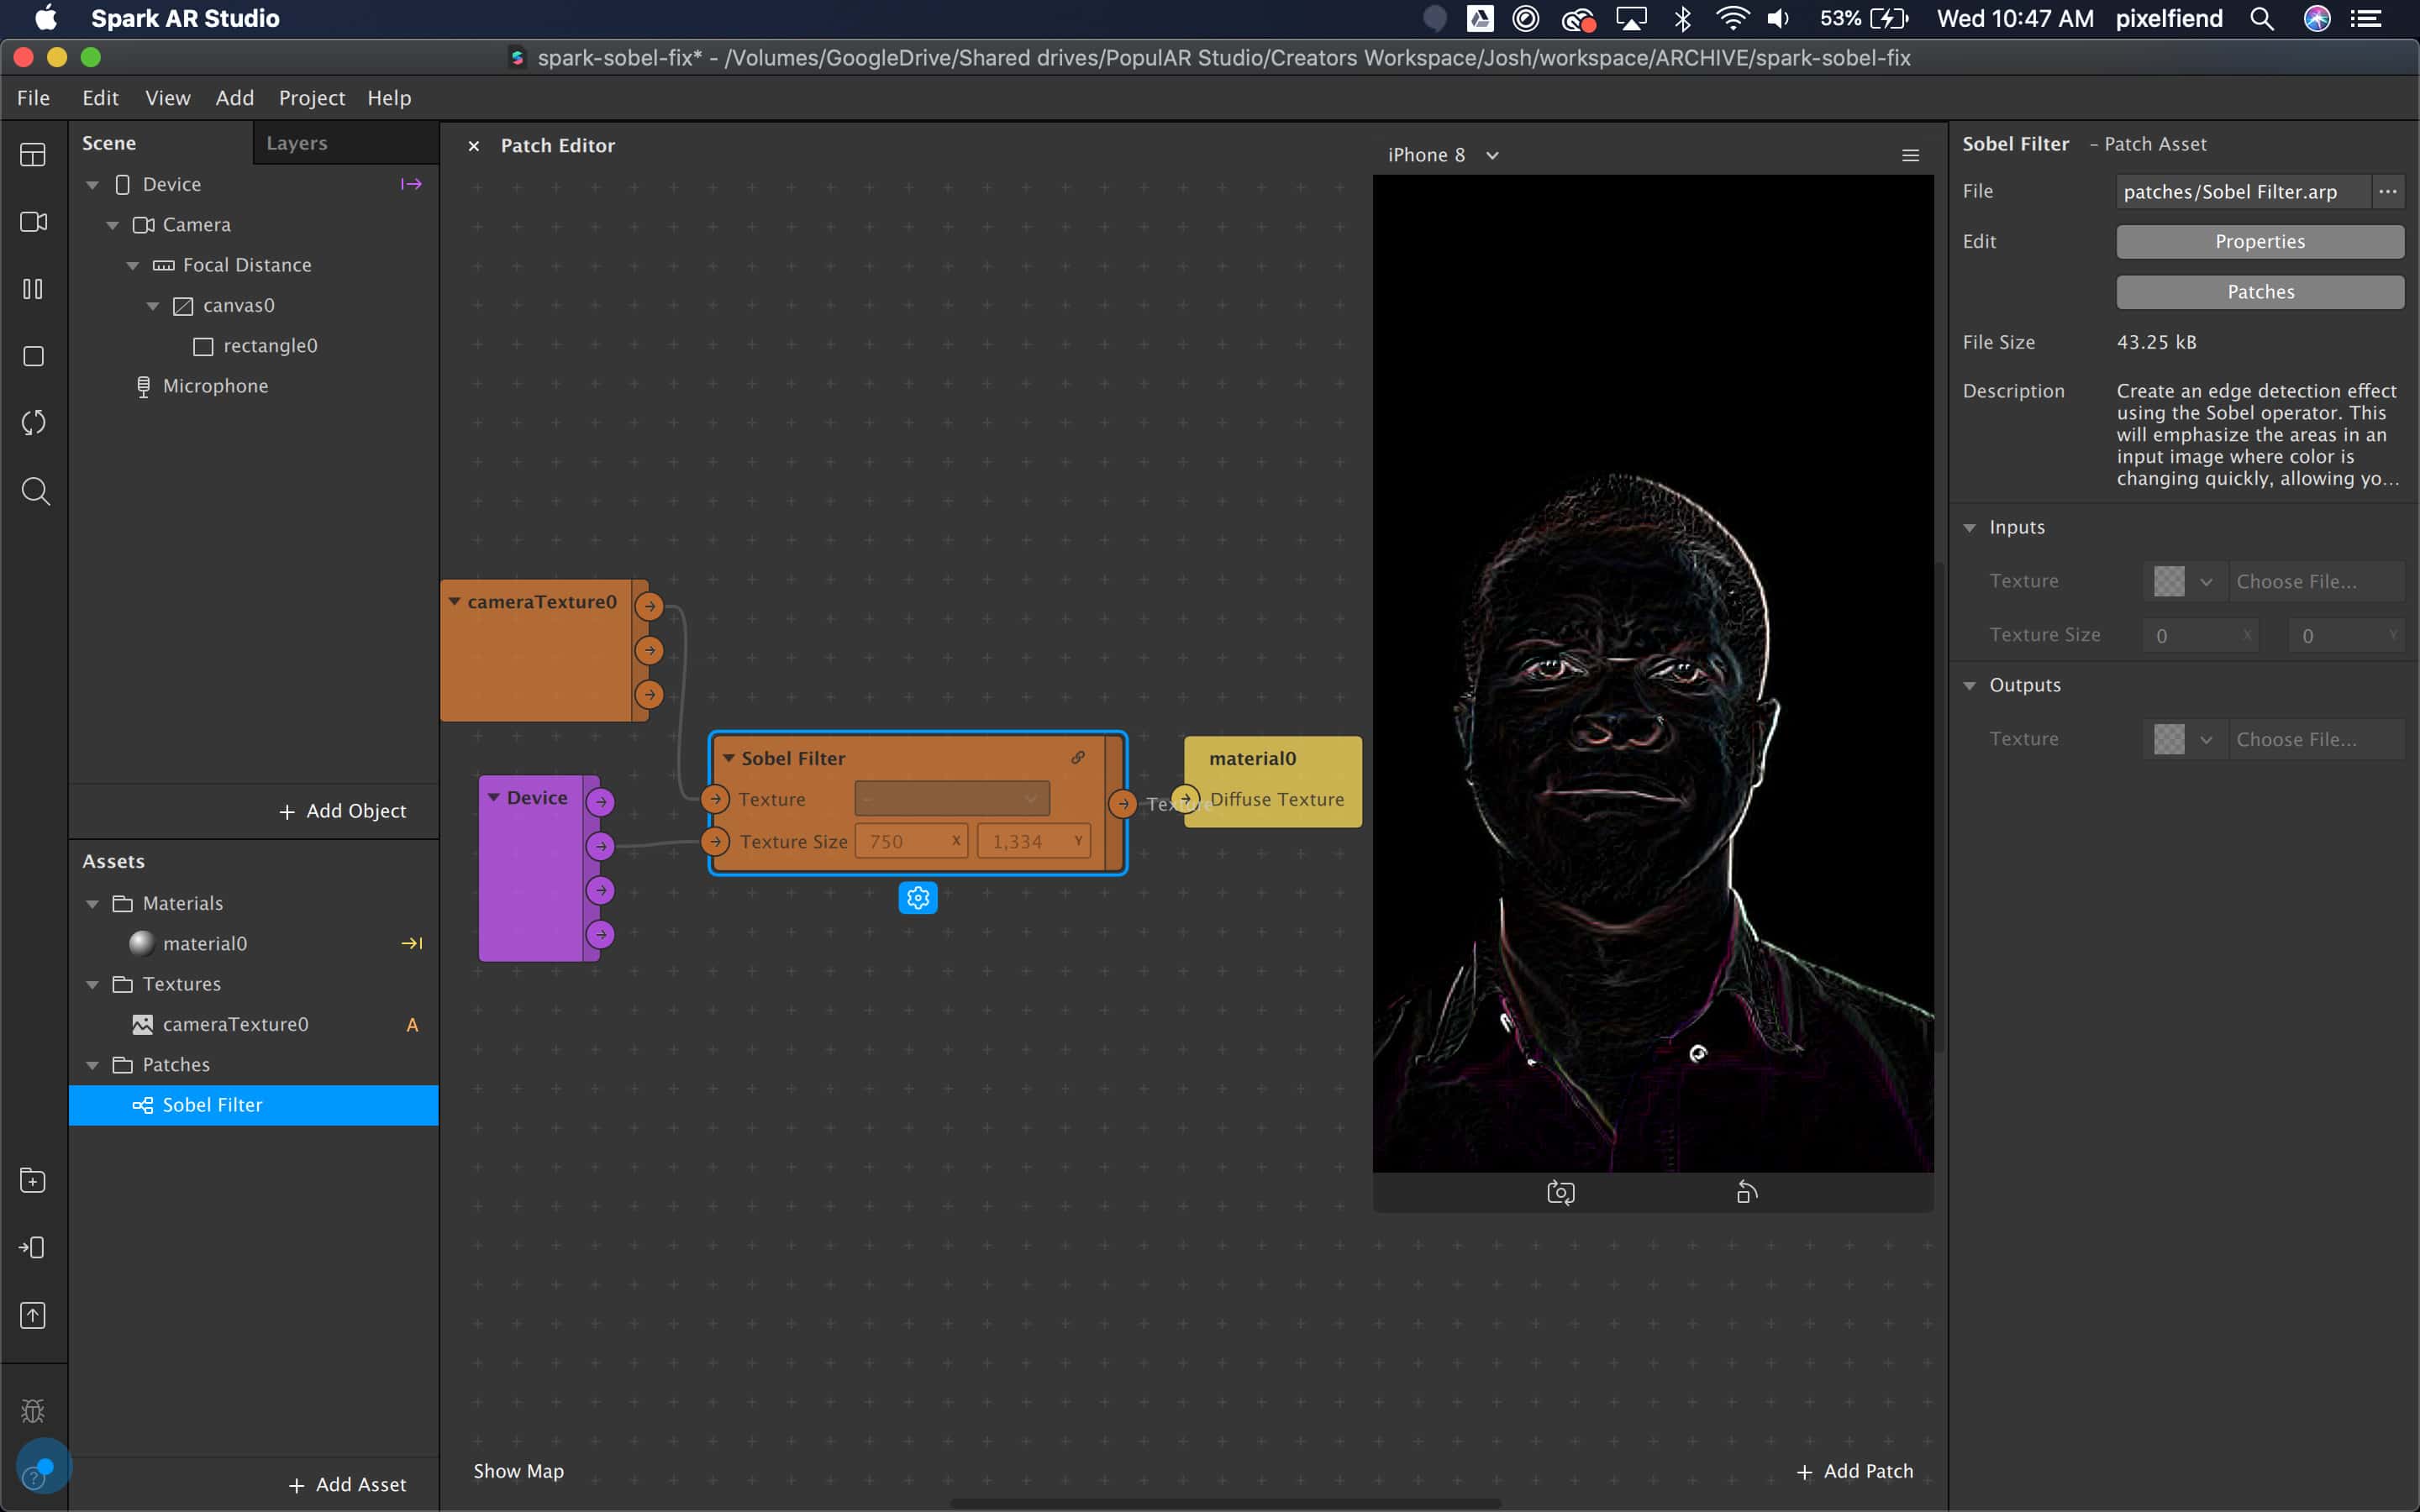 Spark AR Studio
53%
Wed 10:47 AM
pixelfiend
spark-sobel-fix* - /Volumes/GoogleDrive/Shared drives/PopulAR Studio/Creators Workspace/Josh/workspace/ARCHIVE/spark-sobel-fix
File Edit View Add Project Help
Scene
Layers
Device
Camera
Focal Distance
canvas0
rectangle0
Microphone
+ Add Object
Assets
Materials
material0
Textures
cameraTexture0 A
Patches
Sobel Filter
+ Add Asset
× Patch Editor
cameraTexture0
Device
Sobel Filter
Texture
Texture Size 750 X 1,334 Y
Texture
material0
Diffuse Texture
Show Map
+ Add Patch
iPhone 8
Sobel Filter – Patch Asset
File patches/Sobel Filter.arp ...
Edit Properties
Patches
File Size 43.25 kB
Description Create an edge detection effect
using the Sobel operator. This
will emphasize the areas in an
input image where color is
changing quickly, allowing yo...
Inputs
Texture Choose File...
Texture Size 0 X 0 Y
Outputs
Texture Choose File...